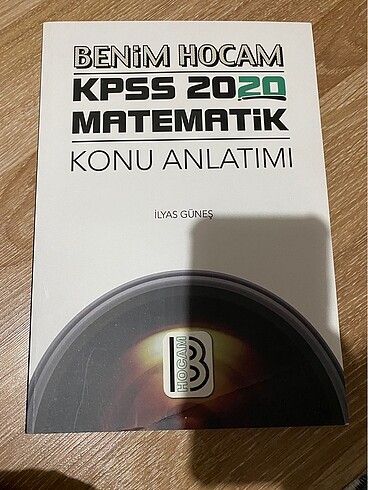 BENİM HOCAM
KPSS 2020
MATEMATİK
KONU ANLATIMI
İLYAS GÜNEŞ
B
HOCAM